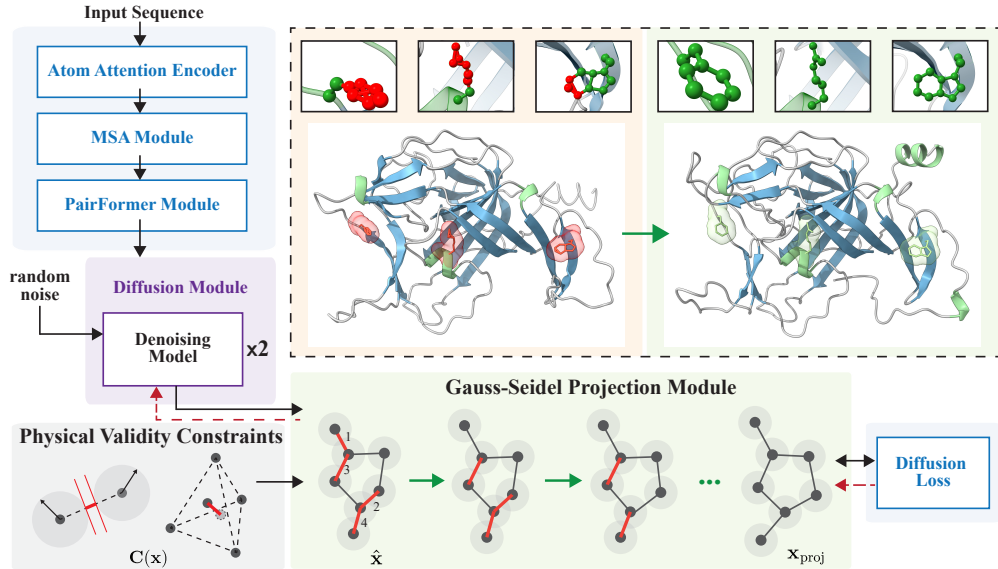 Input Sequence
Atom Attention Encoder
MSA Module
PairFormer Module
random
noise
Diffusion Module
Denoising
Model
x2
Gauss-Seidel Projection Module
Physical Validity Constraints
C(x)
1
3
2
4
x̂
...
x_proj
Diffusion
Loss